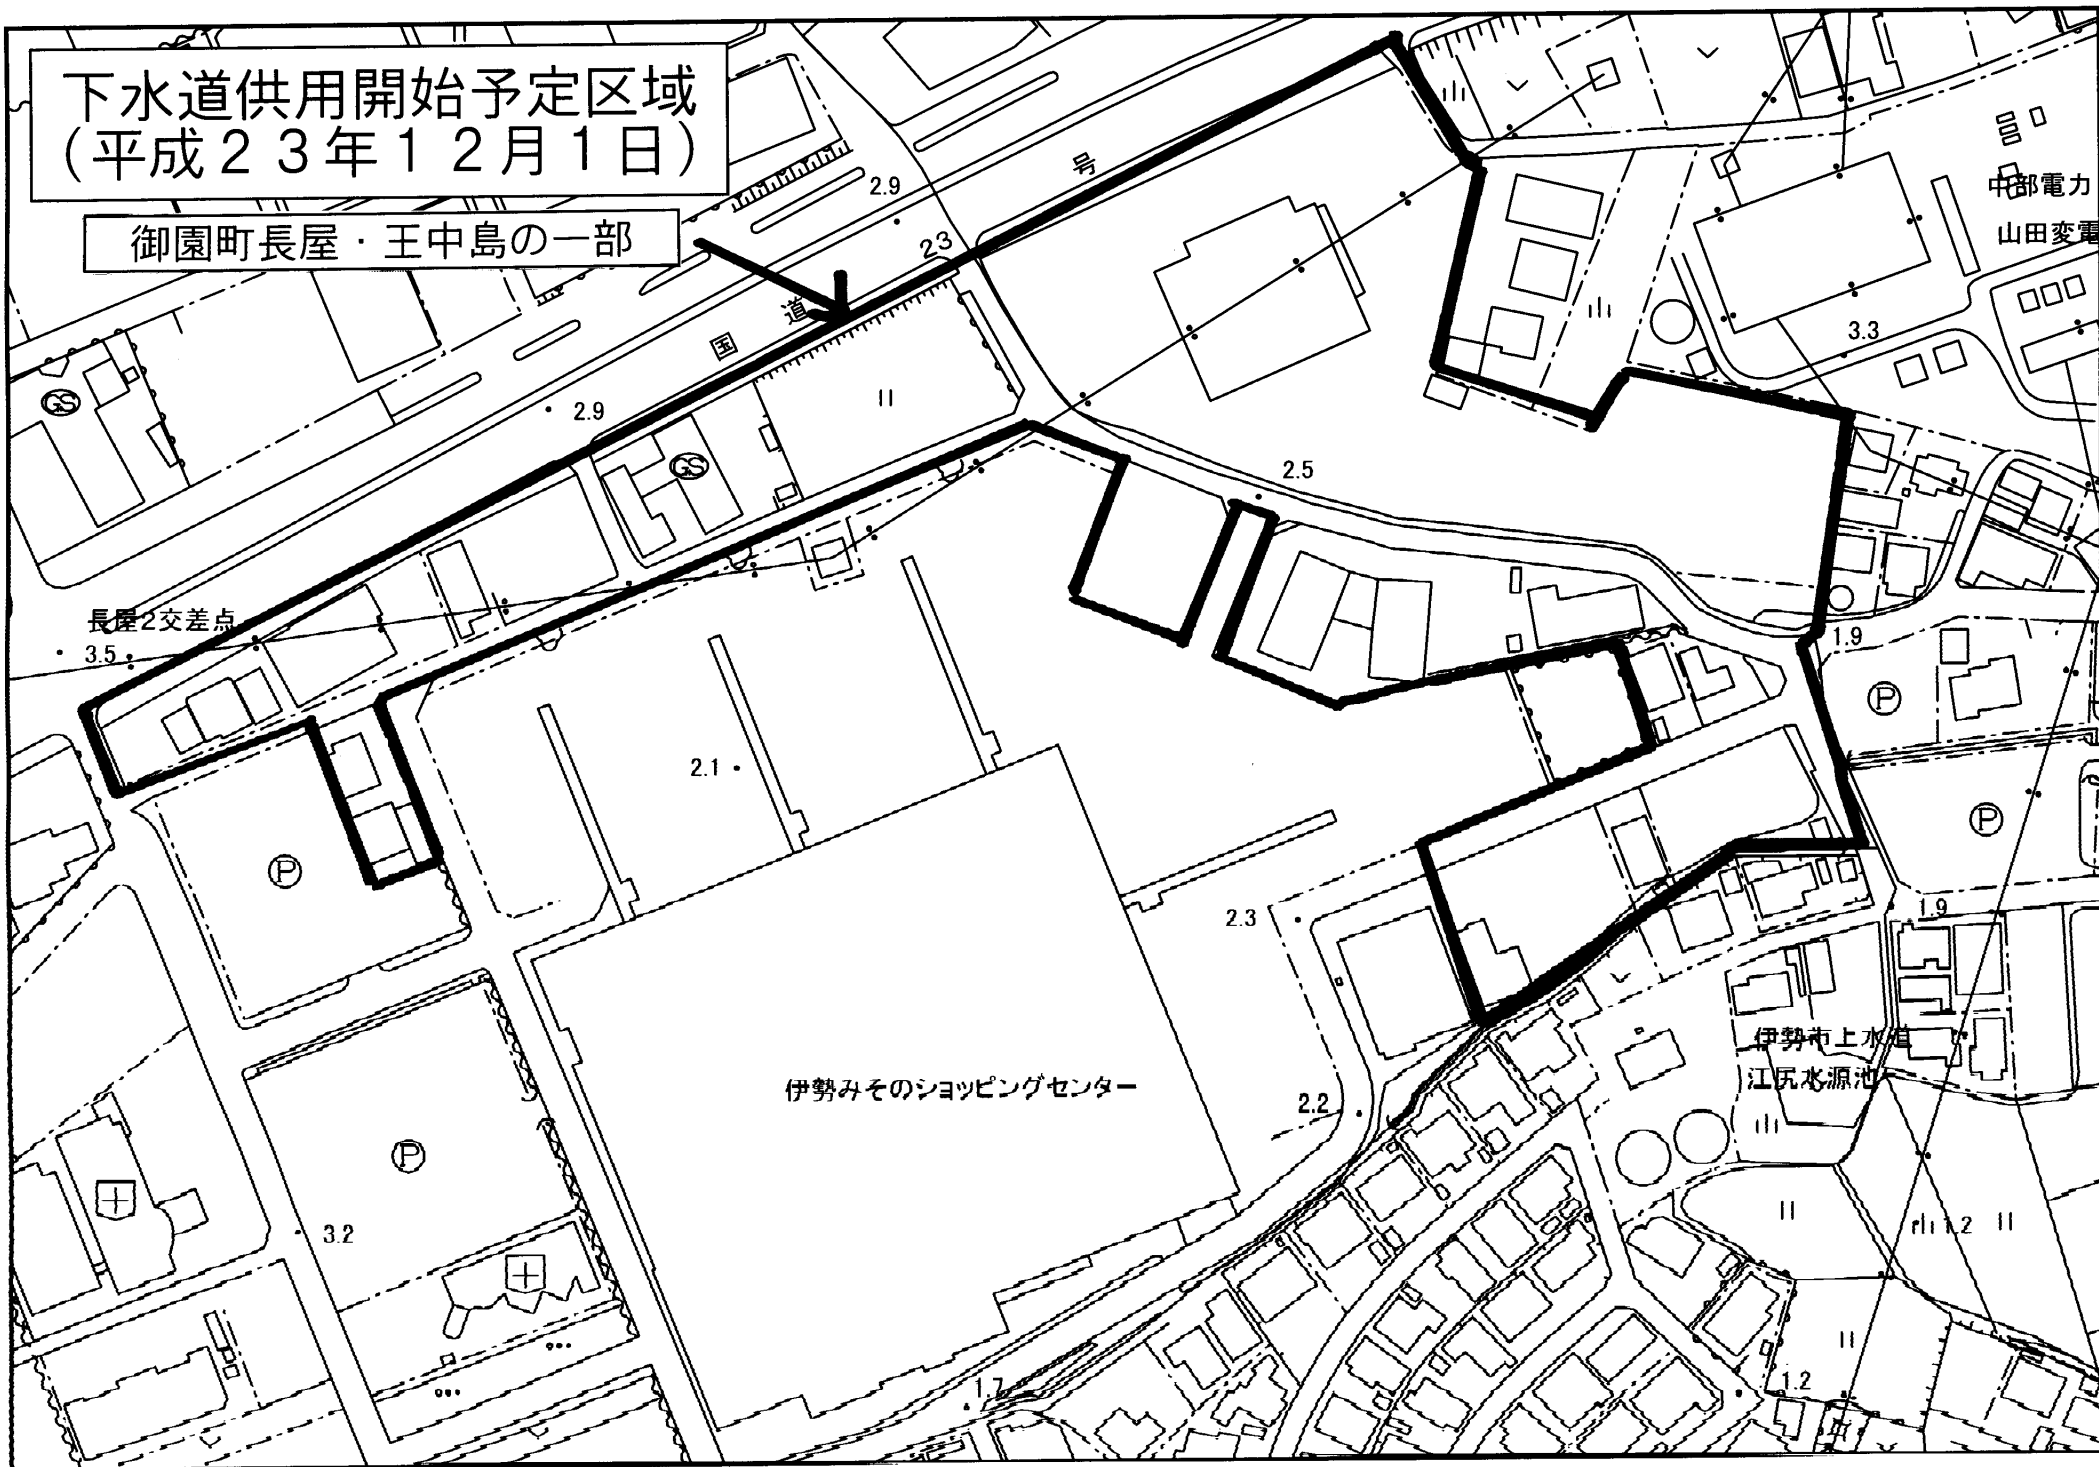 下水道供用開始予定区域
(平成23年12月1日)
御園町長屋・王中島の一部
2.9
号
23
道
国
2.9
GS
GS
中部電力
山田変電
3.3
2.5
長屋2交差点
3.5
1.9
P
2.1
P
P
2.3
1.9
伊勢市上水道
江尻水源池
伊勢みそのショッピングセンター
2.2
P
3.2
1.2
1.7
1.2